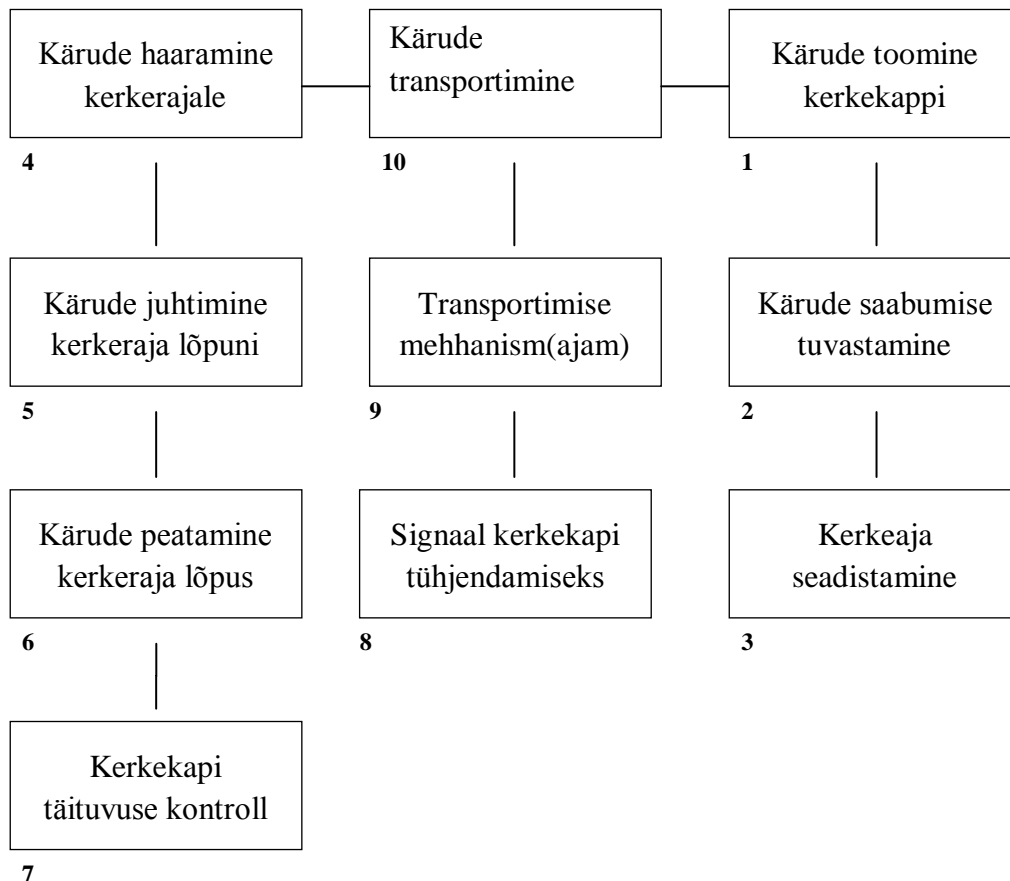 Kärude haaramine
kerkerajale
4
Kärude
transportimine
10
Kärude toomine
kerkekappi
1
Kärude juhtimine
kerkeraja lõpuni
5
Transportimise
mehhanism(ajam)
9
Kärude saabumise
tuvastamine
2
Kärude peatamine
kerkeraja lõpus
6
Signaal kerkekapi
tühjendamiseks
8
Kerkeaja
seadistamine
3
Kerkekapi
täituvuse kontroll
7